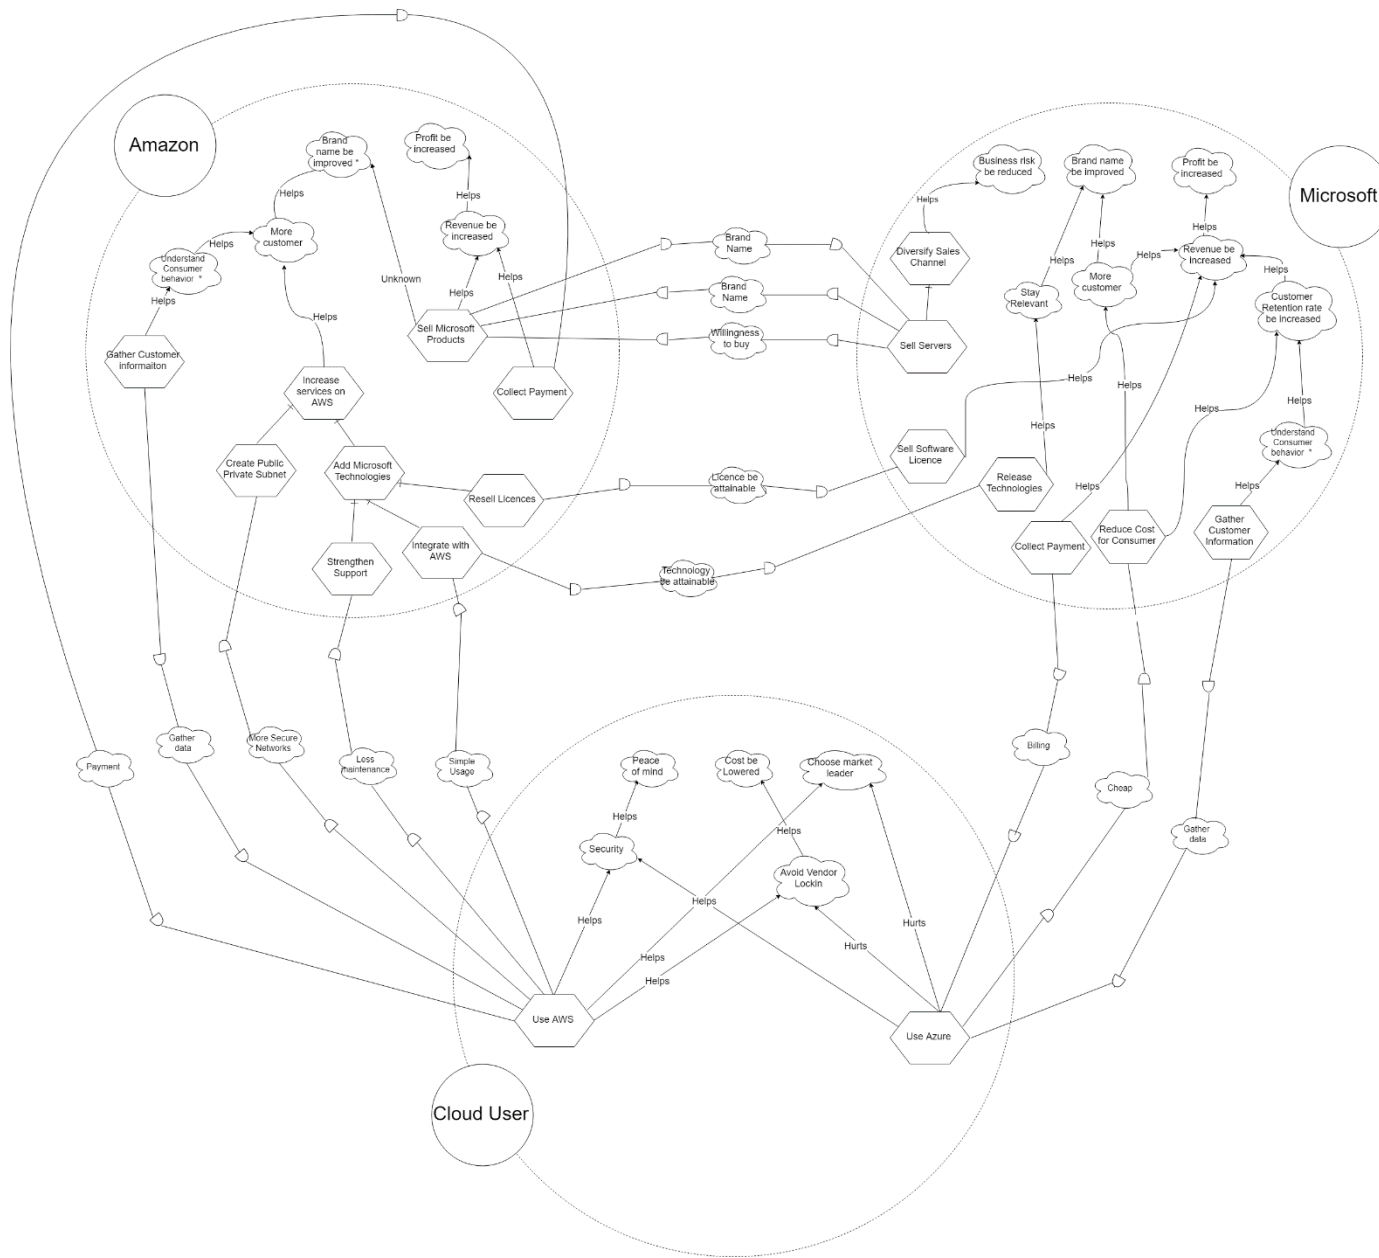 Amazon
Brand
name be
improved *
Profit be
increased
Helps
Helps
More
customer
Revenue be
increased
Helps
Understand
Consumer
behavior *
Unknown
Helps
Helps
Helps
Helps
Sell Microsoft
Products
Gather Customer
informaiton
Increase
services on
AWS
Collect Payment
Create Public
Private Subnet
Add Microsoft
Technologies
Resell Licences
Strengthen
Support
Integrate with
AWS
Brand
Name
Brand
Name
Willingness
to buy
Licence be
attainable
Technology
be attainable
Microsoft
Business risk
be reduced
Brand name
be improved
Profit be
increased
Helps
Helps
Diversify Sales
Channel
Helps
Helps
Helps
Revenue be
increased
Helps
More
customer
Stay
Relevant
Customer
Retention rate
be increased
Sell Servers
Helps
Helps
Helps
Helps
Helps
Understand
Consumer
behavior *
Sell Software
Licence
Release
Technologies
Helps
Helps
Collect Payment
Reduce Cost
for Consumer
Gather
Customer
Information
Payment
Gather
data
More Secure
Networks
Less
maintenance
Simple
Usage
Billing
Cheap
Gather
data
Peace
of mind
Cost be
Lowered
Choose market
leader
Helps
Helps
Security
Avoid Vendor
Lockin
Helps
Helps
Hurts
Hurts
Helps
Helps
Use AWS
Use Azure
Cloud User